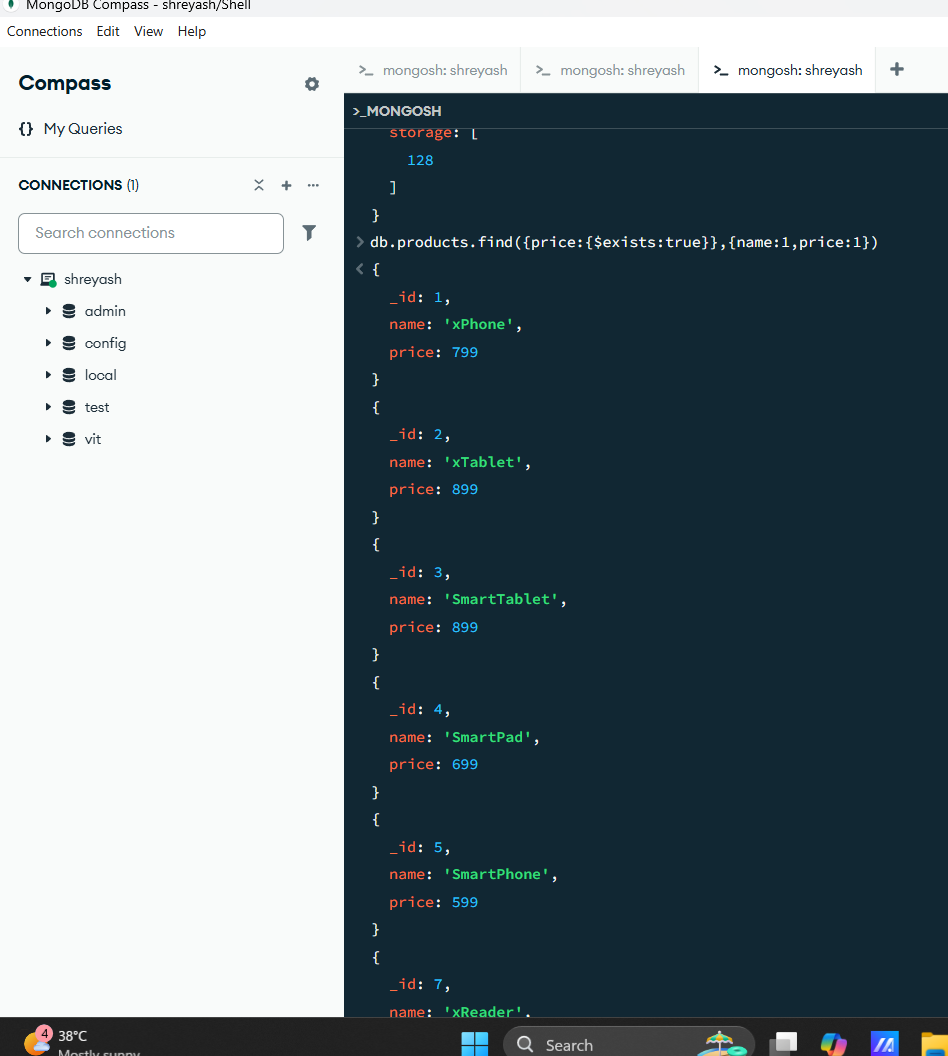 MongoDB Compass - shreyash/Shell
Connections Edit View Help
Compass
{} My Queries
CONNECTIONS (1)
Search connections
shreyash
admin
config
local
test
vit
>_ mongosh: shreyash >_ mongosh: shreyash >_ mongosh: shreyash +
>_MONGOSH
storage: [
128
]
}
> db.products.find({price:{$exists:true}},{name:1,price:1})
< {
_id: 1,
name: 'xPhone',
price: 799
}
{
_id: 2,
name: 'xTablet',
price: 899
}
{
_id: 3,
name: 'SmartTablet',
price: 899
}
{
_id: 4,
name: 'SmartPad',
price: 699
}
{
_id: 5,
name: 'SmartPhone',
price: 599
}
{
_id: 7,
name: 'xReader',
4
38°C
Mostly sunny
Search